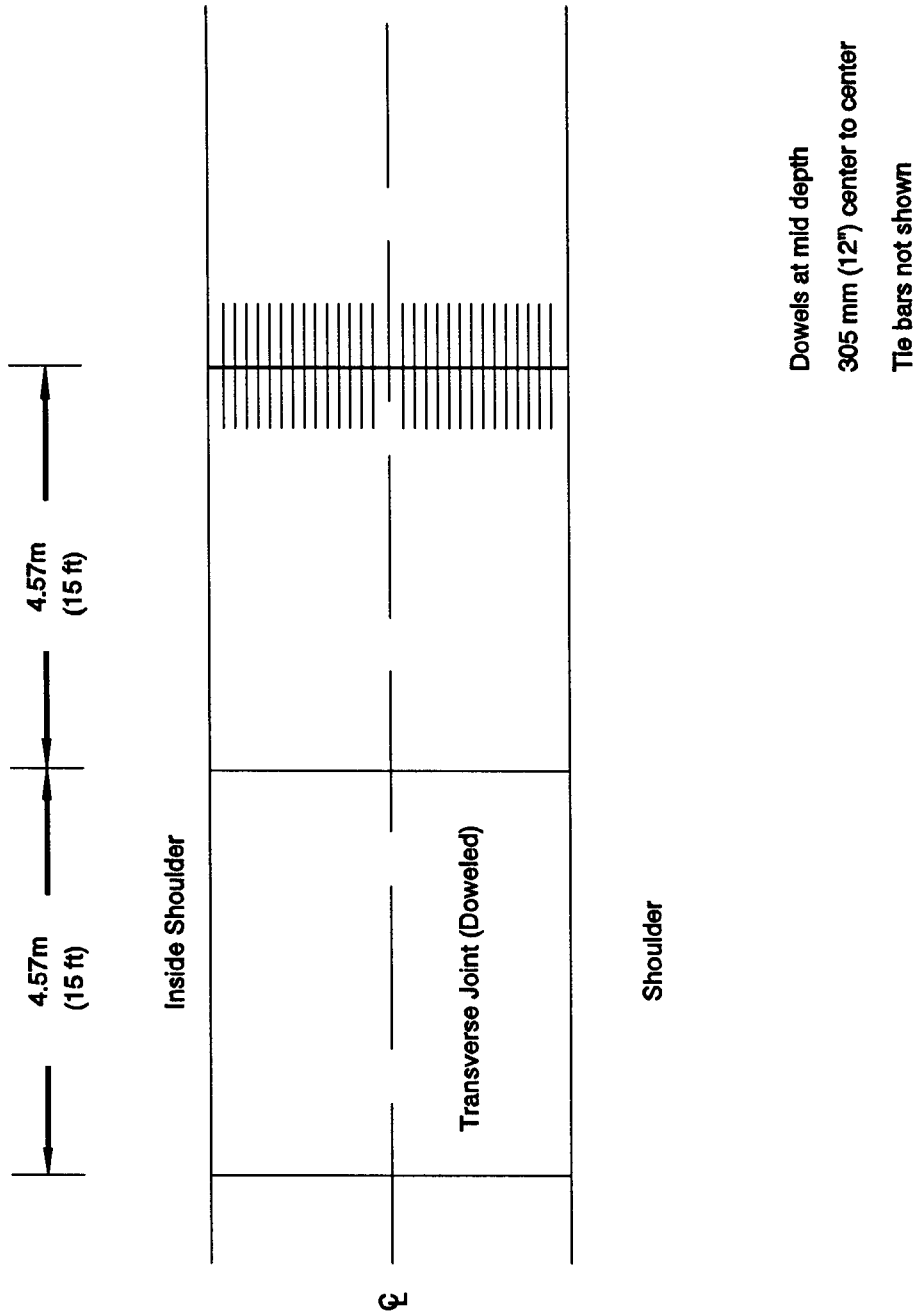 4.57m
(15 ft)
4.57m
(15 ft)
Inside Shoulder
℄
Transverse Joint (Doweled)
Shoulder
Dowels at mid depth
305 mm (12") center to center
Tie bars not shown